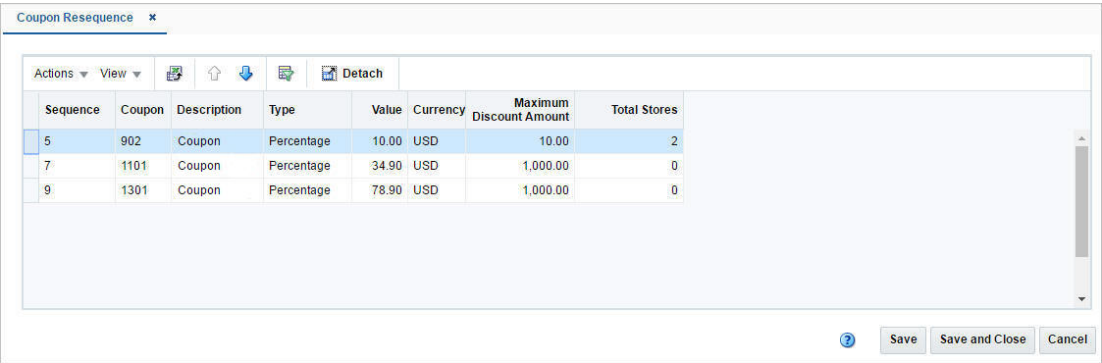 Coupon Resequence ×
Actions View Detach
Sequence Coupon Description Type Value Currency Maximum Discount Amount Total Stores
5 902 Coupon Percentage 10.00 USD 10.00 2
7 1101 Coupon Percentage 34.90 USD 1,000.00 0
9 1301 Coupon Percentage 78.90 USD 1,000.00 0
? Save Save and Close Cancel